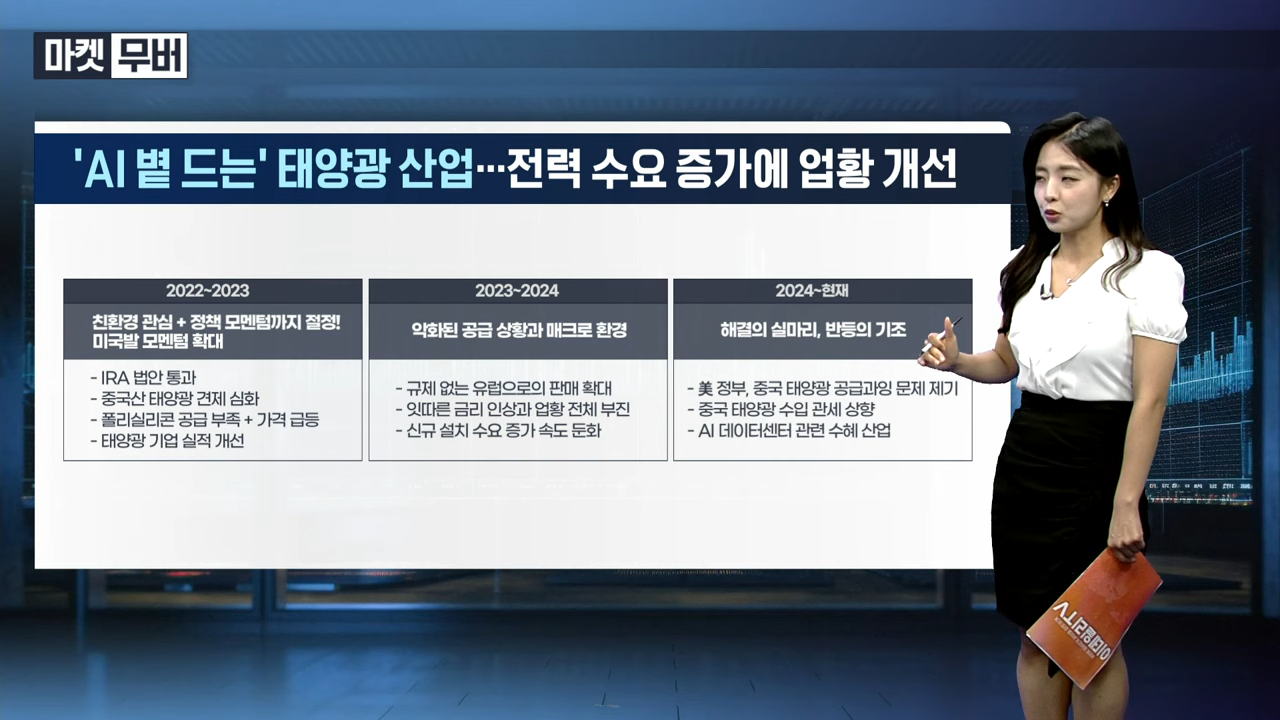 마켓 무버
'AI 볕 드는' 태양광 산업…전력 수요 증가에 업황 개선
2022~2023
친환경 관심 + 정책 모멘텀까지 절정!
미국발 모멘텀 확대
- IRA 법안 통과
- 중국산 태양광 견제 심화
- 폴리실리콘 공급 부족 + 가격 급등
- 태양광 기업 실적 개선
2023~2024
악화된 공급 상황과 매크로 환경
- 규제 없는 유럽으로의 판매 확대
- 잇따른 금리 인상과 업황 전체 부진
- 신규 설치 수요 증가 속도 둔화
2024~현재
해결의 실마리, 반등의 기조
- 美 정부, 중국 태양광 공급과잉 문제 제기
- 중국 태양광 수입 관세 상향
- AI 데이터센터 관련 수혜 산업
이데일리TV